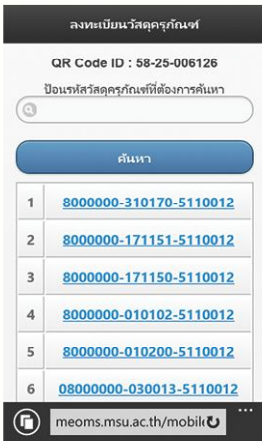 ลงทะเบียนวัสดุครุภัณฑ์
QR Code ID : 58-25-006126
ป้อนรหัสวัสดุครุภัณฑ์ที่ต้องการค้นหา
ค้นหา
1 8000000-310170-5110012
2 8000000-171151-5110012
3 8000000-171150-5110012
4 8000000-010102-5110012
5 8000000-010200-5110012
6 08000000-030013-5110012
meoms.msu.ac.th/mobile